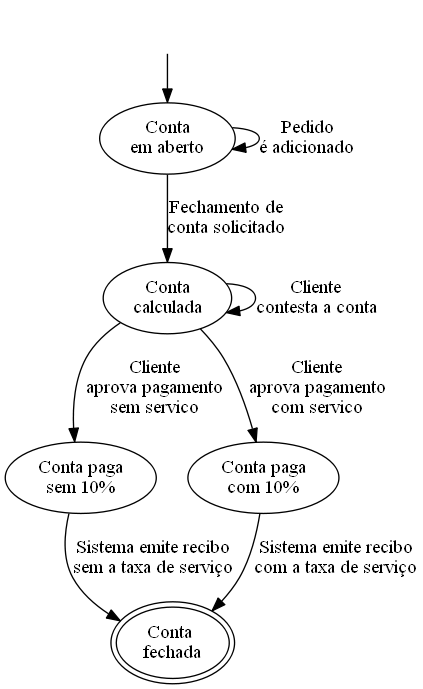 Conta
em aberto
Pedido
é adicionado
Fechamento de
conta solicitado
Conta
calculada
Cliente
contesta a conta
Cliente
aprova pagamento
sem servico
Cliente
aprova pagamento
com servico
Conta paga
sem 10%
Conta paga
com 10%
Sistema emite recibo
sem a taxa de serviço
Sistema emite recibo
com a taxa de serviço
Conta
fechada